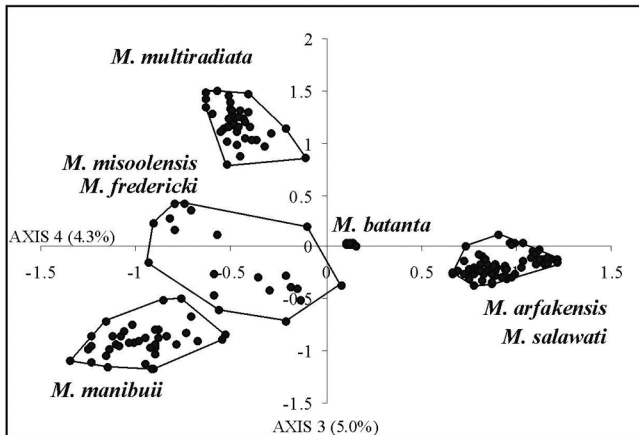 2
M. multiradiata
1.5
1
M. misoolensis
M. fredericki
0.5
M. batanta
AXIS 4 (4.3%)
0
-1.5
-1
-0.5
0
0.5
1
1.5
-0.5
M. arfakensis
M. salawati
-1
M. manibuii
-1.5
AXIS 3 (5.0%)